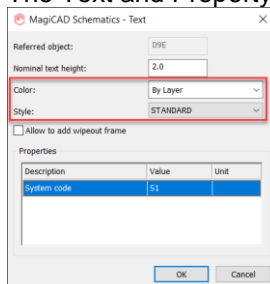 The Text and Property
MagiCAD Schematics - Text
Referred object: D9E
Nominal text height: 2.0
Color: By Layer
Style: STANDARD
Allow to add wipeout frame
Properties
Description Value Unit
System code S1
OK Cancel